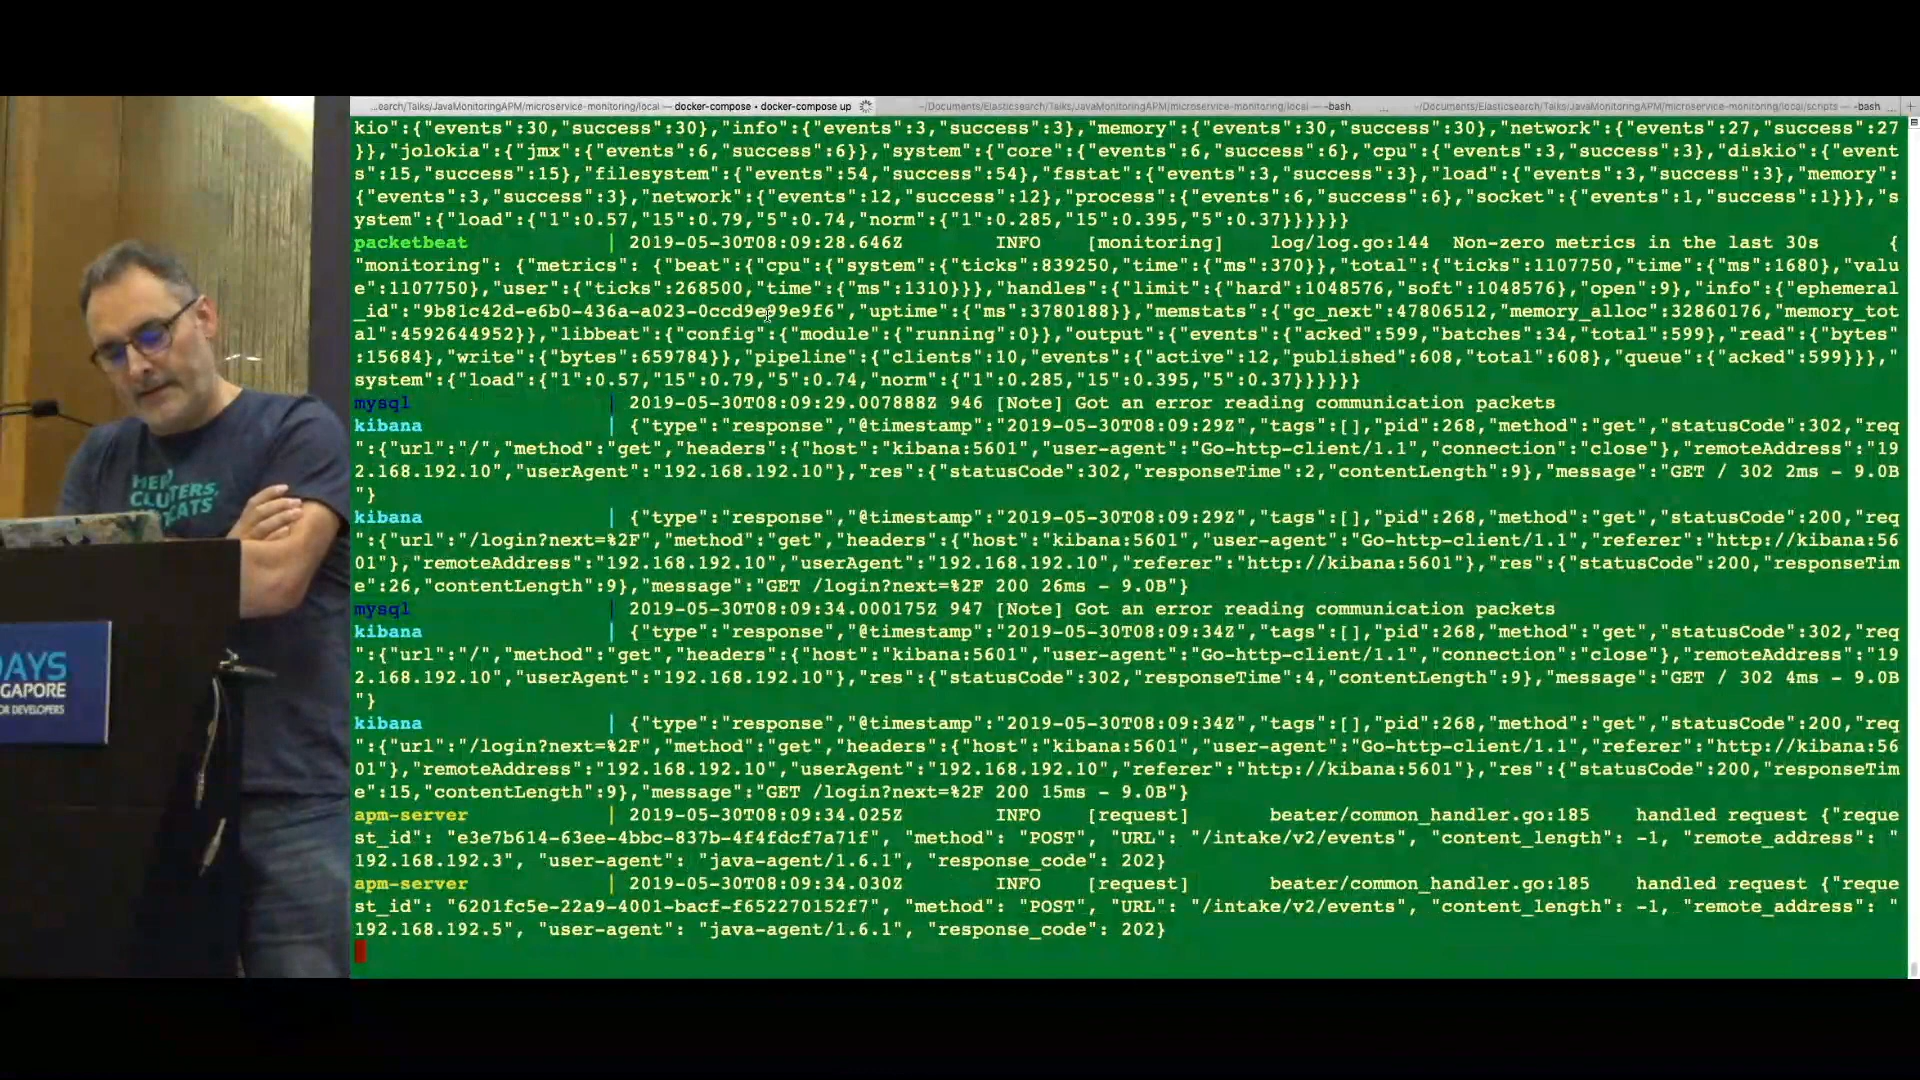 ...earch/Talks/JavaMonitoringAPM/microservice-monitoring/local — docker-compose • docker-compose up
~/Documents/Elasticsearch/Talks/JavaMonitoringAPM/microservice-monitoring/local — -bash ...
~/Documents/Elasticsearch/Talks/JavaMonitoringAPM/microservice-monitoring/local/scripts — -bash ... +
kio":{"events":30,"success":30},"info":{"events":3,"success":3},"memory":{"events":30,"success":30},"network":{"events":27,"success":27
}},"jolokia":{"jmx":{"events":6,"success":6}},"system":{"core":{"events":6,"success":6},"cpu":{"events":3,"success":3},"diskio":{"event
s":15,"success":15},"filesystem":{"events":54,"success":54},"fsstat":{"events":3,"success":3},"load":{"events":3,"success":3},"memory":
{"events":3,"success":3},"network":{"events":12,"success":12},"process":{"events":6,"success":6},"socket":{"events":1,"success":1}}},"s
ystem":{"load":{"1":0.57,"15":0.79,"5":0.74,"norm":{"1":0.285,"15":0.395,"5":0.37}}}}}}
packetbeat | 2019-05-30T08:09:28.646Z INFO [monitoring] log/log.go:144 Non-zero metrics in the last 30s {
"monitoring": {"metrics": {"beat":{"cpu":{"system":{"ticks":839250,"time":{"ms":370}},"total":{"ticks":1107750,"time":{"ms":1680},"valu
e":1107750},"user":{"ticks":268500,"time":{"ms":1310}}},"handles":{"limit":{"hard":1048576,"soft":1048576},"open":9},"info":{"ephemeral
_id":"9b81c42d-e6b0-436a-a023-0ccd9e99e9f6","uptime":{"ms":3780188}},"memstats":{"gc_next":47806512,"memory_alloc":32860176,"memory_tot
al":4592644952}},"libbeat":{"config":{"module":{"running":0}},"output":{"events":{"acked":599,"batches":34,"total":599},"read":{"bytes"
:15684},"write":{"bytes":659784}},"pipeline":{"clients":10,"events":{"active":12,"published":608,"total":608},"queue":{"acked":599}}},"
system":{"load":{"1":0.57,"15":0.79,"5":0.74,"norm":{"1":0.285,"15":0.395,"5":0.37}}}}}}
mysql | 2019-05-30T08:09:29.007888Z 946 [Note] Got an error reading communication packets
kibana | {"type":"response","@timestamp":"2019-05-30T08:09:29Z","tags":[],"pid":268,"method":"get","statusCode":302,"req
":{"url":"/","method":"get","headers":{"host":"kibana:5601","user-agent":"Go-http-client/1.1","connection":"close"},"remoteAddress":"19
2.168.192.10","userAgent":"192.168.192.10"},"res":{"statusCode":302,"responseTime":2,"contentLength":9},"message":"GET / 302 2ms - 9.0B
"}
kibana | {"type":"response","@timestamp":"2019-05-30T08:09:29Z","tags":[],"pid":268,"method":"get","statusCode":200,"req
":{"url":"/login?next=%2F","method":"get","headers":{"host":"kibana:5601","user-agent":"Go-http-client/1.1","referer":"http://kibana:56
01"},"remoteAddress":"192.168.192.10","userAgent":"192.168.192.10","referer":"http://kibana:5601"},"res":{"statusCode":200,"responseTim
e":26,"contentLength":9},"message":"GET /login?next=%2F 200 26ms - 9.0B"}
mysql | 2019-05-30T08:09:34.000175Z 947 [Note] Got an error reading communication packets
kibana | {"type":"response","@timestamp":"2019-05-30T08:09:34Z","tags":[],"pid":268,"method":"get","statusCode":302,"req
":{"url":"/","method":"get","headers":{"host":"kibana:5601","user-agent":"Go-http-client/1.1","connection":"close"},"remoteAddress":"19
2.168.192.10","userAgent":"192.168.192.10"},"res":{"statusCode":302,"responseTime":4,"contentLength":9},"message":"GET / 302 4ms - 9.0B
"}
kibana | {"type":"response","@timestamp":"2019-05-30T08:09:34Z","tags":[],"pid":268,"method":"get","statusCode":200,"req
":{"url":"/login?next=%2F","method":"get","headers":{"host":"kibana:5601","user-agent":"Go-http-client/1.1","referer":"http://kibana:56
01"},"remoteAddress":"192.168.192.10","userAgent":"192.168.192.10","referer":"http://kibana:5601"},"res":{"statusCode":200,"responseTim
e":15,"contentLength":9},"message":"GET /login?next=%2F 200 15ms - 9.0B"}
apm-server | 2019-05-30T08:09:34.025Z INFO [request] beater/common_handler.go:185 handled request {"reque
st_id": "e3e7b614-63ee-4bbc-837b-4f4fdcf7a71f", "method": "POST", "URL": "/intake/v2/events", "content_length": -1, "remote_address": "
192.168.192.3", "user-agent": "java-agent/1.6.1", "response_code": 202}
apm-server | 2019-05-30T08:09:34.030Z INFO [request] beater/common_handler.go:185 handled request {"reque
st_id": "6201fc5e-22a9-4001-bacf-f652270152f7", "method": "POST", "URL": "/intake/v2/events", "content_length": -1, "remote_address": "
192.168.192.5", "user-agent": "java-agent/1.6.1", "response_code": 202}
CLUSTERS,
DAYS
GAPORE
OR DEVELOPERS